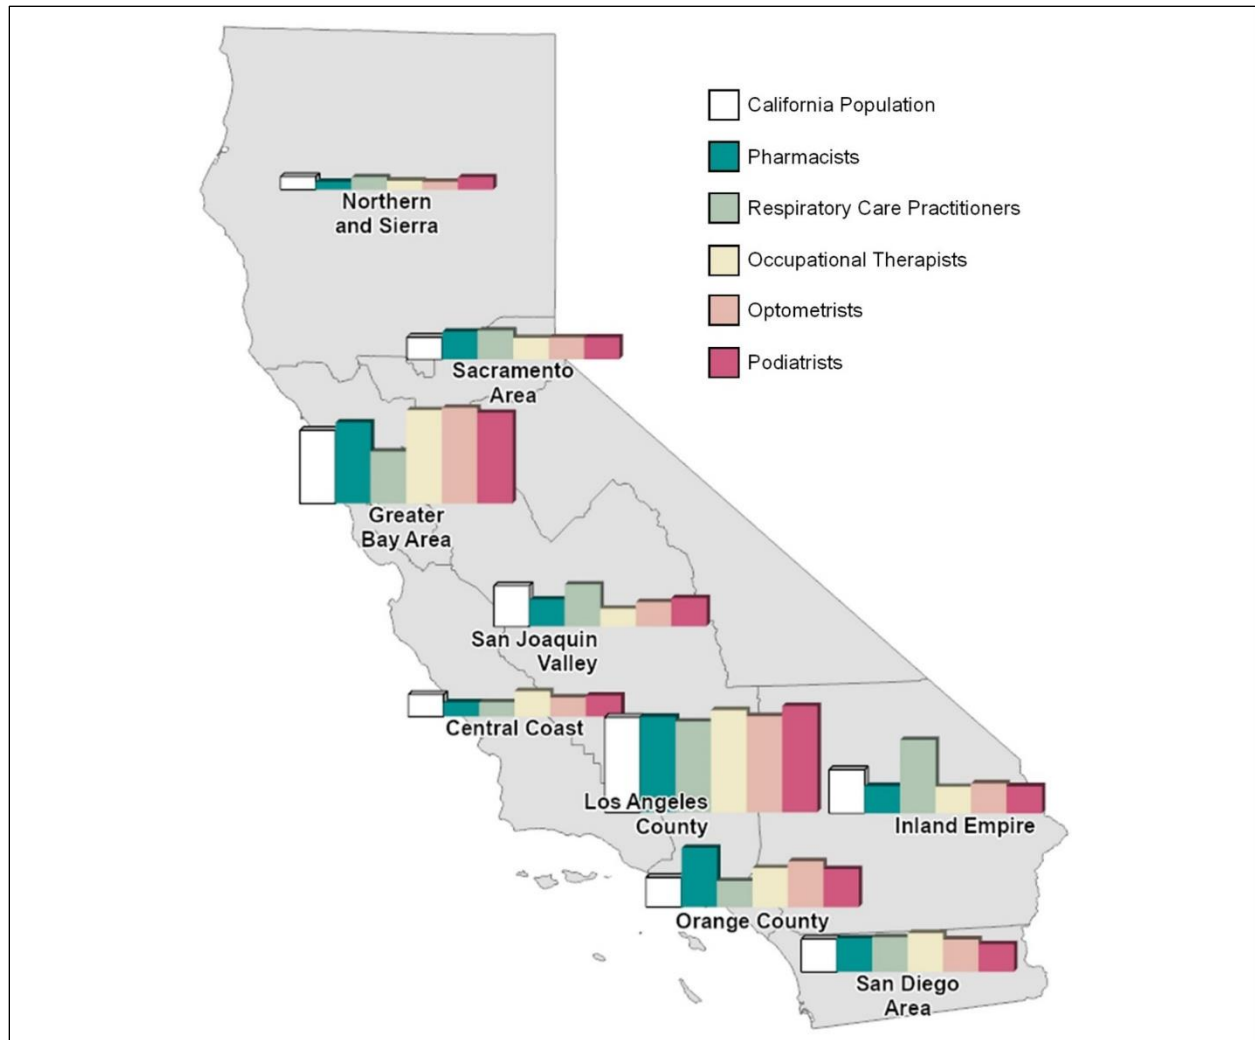 California Population
Pharmacists
Respiratory Care Practitioners
Occupational Therapists
Optometrists
Podiatrists
Northern
and Sierra
Sacramento
Area
Greater
Bay Area
San Joaquin
Valley
Central Coast
Los Angeles
County
Inland Empire
Orange County
San Diego
Area